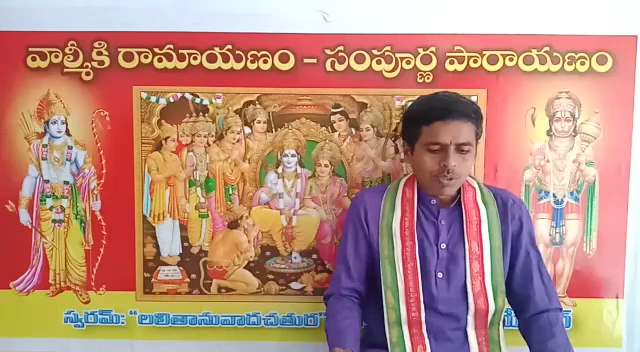 వాల్మీకి రామాయణం - సంపూర్ణ పారాయణం
స్వరమ్: "లలితానువాదచతుర"